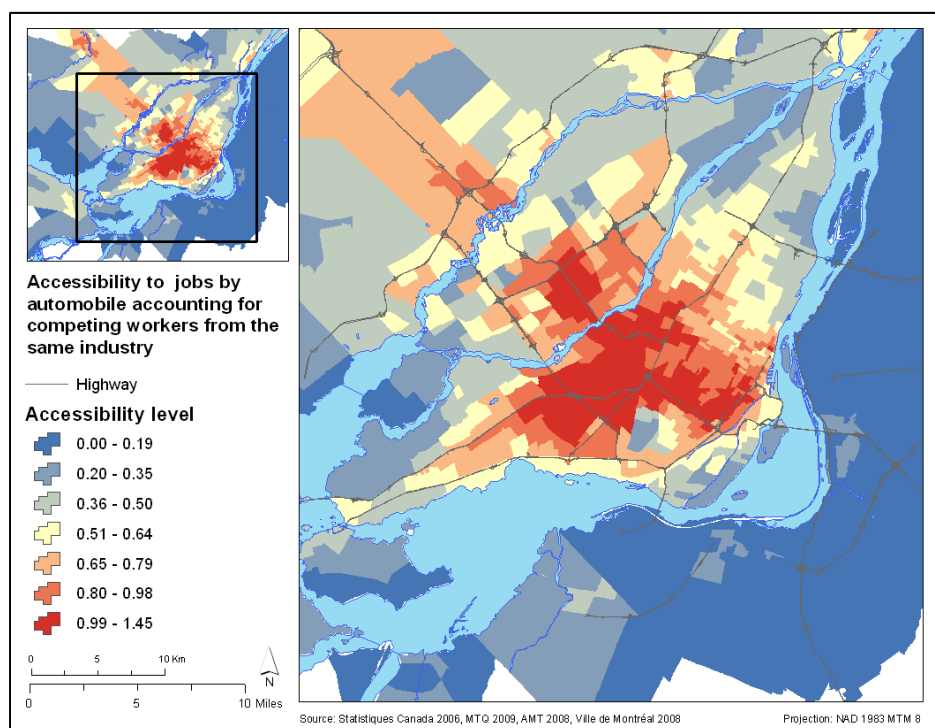 Accessibility to jobs by
automobile accounting for
competing workers from the
same industry
Highway
Accessibility level
0.00 - 0.19
0.20 - 0.35
0.36 - 0.50
0.51 - 0.64
0.65 - 0.79
0.80 - 0.98
0.99 - 1.45
0 5 10 Km
N
0 5 10 Miles
Source: Statistiques Canada 2006, MTQ 2009, AMT 2008, Ville de Montréal 2008 Projection: NAD 1983 MTM 8